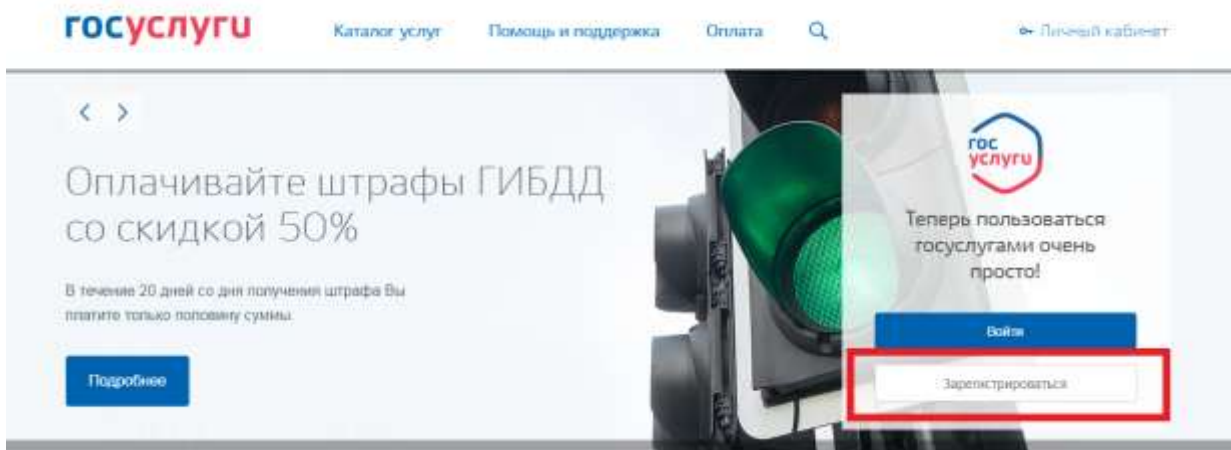 госуслуги
Каталог услуг
Помощь и поддержка
Оплата
Личный кабинет
Оплачивайте штрафы ГИБДД
со скидкой 50%
В течение 20 дней со дня получения штрафа Вы
платите только половину суммы.
Подробнее
гос
услуги
Теперь пользоваться
госуслугами очень
просто!
Войти
Зарегистрироваться